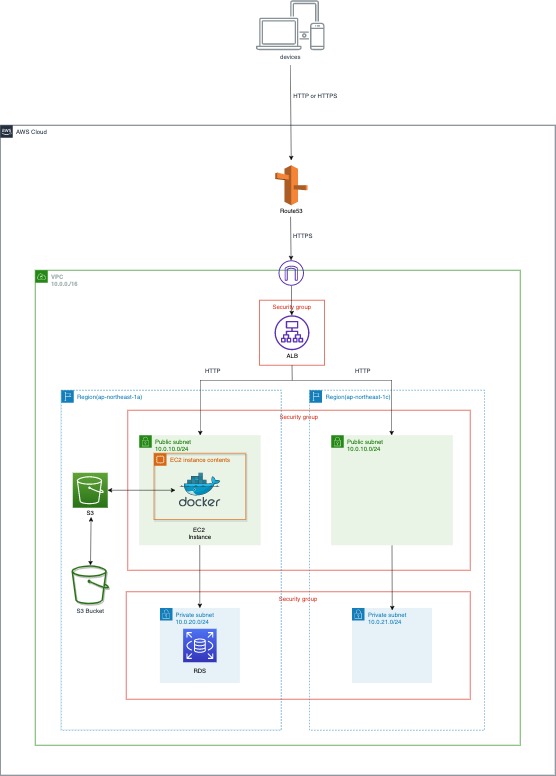 devices
HTTP or HTTPS
aws
AWS Cloud
Route53
HTTPS
VPC
10.0.0./16
Security group
ALB
HTTP
HTTP
Region(ap-northeast-1a)
Region(ap-northeast-1c)
Security group
Public subnet
10.0.10.0/24
Public subnet
10.0.10.0/24
EC2 instance contents
docker
S3
EC2
Instance
S3 Bucket
Security group
Private subnet
10.0.20.0/24
Private subnet
10.0.21.0/24
RDS